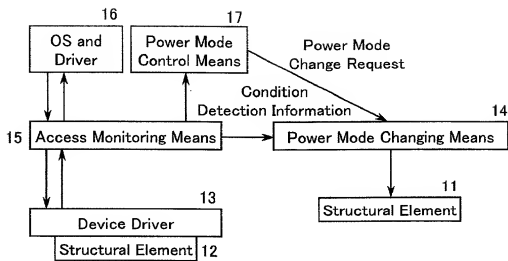 16
17
OS and
Driver
Power Mode
Control Means
Power Mode
Change Request
Condition
Detection Information
14
15
Access Monitoring Means
Power Mode Changing Means
13
11
Device Driver
Structural Element
Structural Element
12